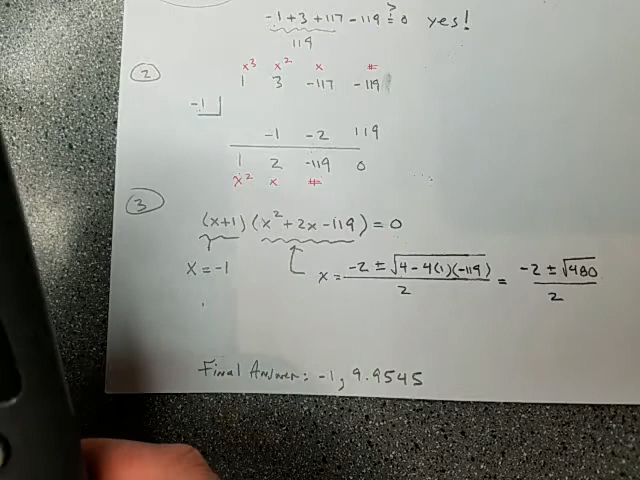 -1 + 3 + 117 - 119 ≟ 0 yes!
119
2
x³ x² x #
1 3 -117 -119
-1
-1 -2 119
1 2 -119 0
x² x #
3
(x+1)(x²+2x-119) = 0
x = -1
x = (-2 ± √(4-4(1)(-119)))/2 = (-2 ± √480)/2
Final Answer: -1, 9.9545